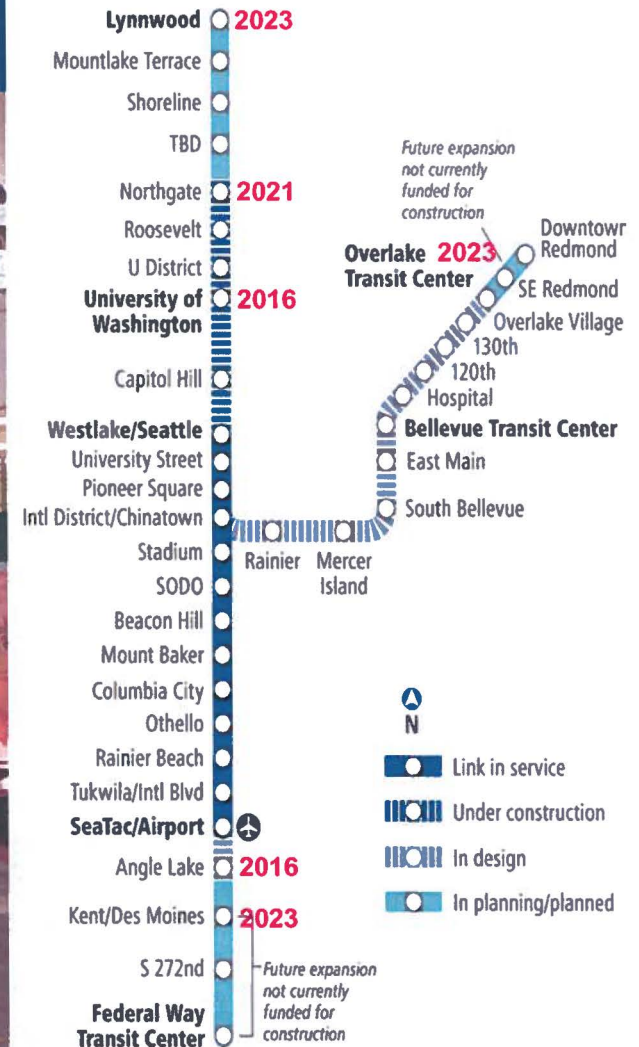 Lynnwood 2023
Mountlake Terrace
Shoreline
TBD
Northgate 2021
Roosevelt
U District
University of 2016
Washington
Capitol Hill
Westlake/Seattle
University Street
Pioneer Square
Intl District/Chinatown
Stadium
SODO
Beacon Hill
Mount Baker
Columbia City
Othello
Rainier Beach
Tukwila/Intl Blvd
SeaTac/Airport
Angle Lake 2016
Kent/Des Moines 2023
S 272nd
Federal Way
Transit Center
Future expansion
not currently
funded for
construction
Future expansion
not currently
funded for
construction
Downtown
Redmond
Overlake 2023
Transit Center
SE Redmond
Overlake Village
130th
120th
Hospital
Bellevue Transit Center
East Main
South Bellevue
Rainier
Mercer
Island
N
Link in service
Under construction
In design
In planning/planned